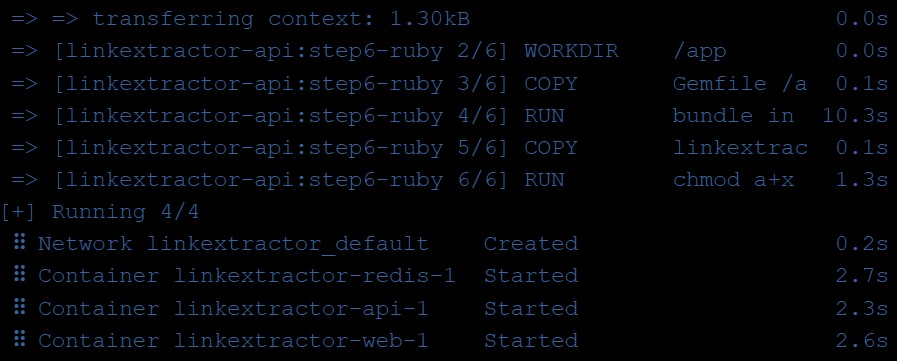 => => transferring context: 1.30kB 0.0s
=> [linkextractor-api:step6-ruby 2/6] WORKDIR /app 0.0s
=> [linkextractor-api:step6-ruby 3/6] COPY Gemfile /a 0.1s
=> [linkextractor-api:step6-ruby 4/6] RUN bundle in 10.3s
=> [linkextractor-api:step6-ruby 5/6] COPY linkextrac 0.1s
=> [linkextractor-api:step6-ruby 6/6] RUN chmod a+x 1.3s
[+] Running 4/4
⠿ Network linkextractor_default Created 0.2s
⠿ Container linkextractor-redis-1 Started 2.7s
⠿ Container linkextractor-api-1 Started 2.3s
⠿ Container linkextractor-web-1 Started 2.6s